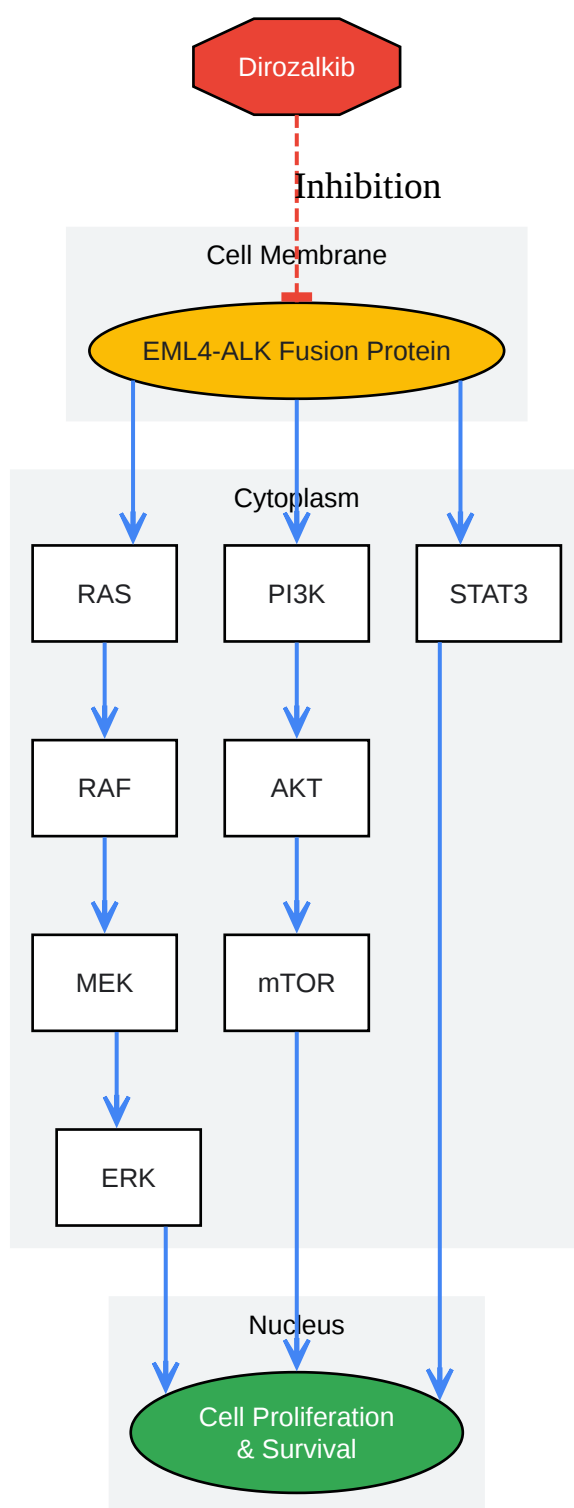 Dirozalkib
Inhibition
Cell Membrane
EML4-ALK Fusion Protein
Cytoplasm
RAS
PI3K
STAT3
RAF
AKT
MEK
mTOR
ERK
Nucleus
Cell Proliferation
& Survival